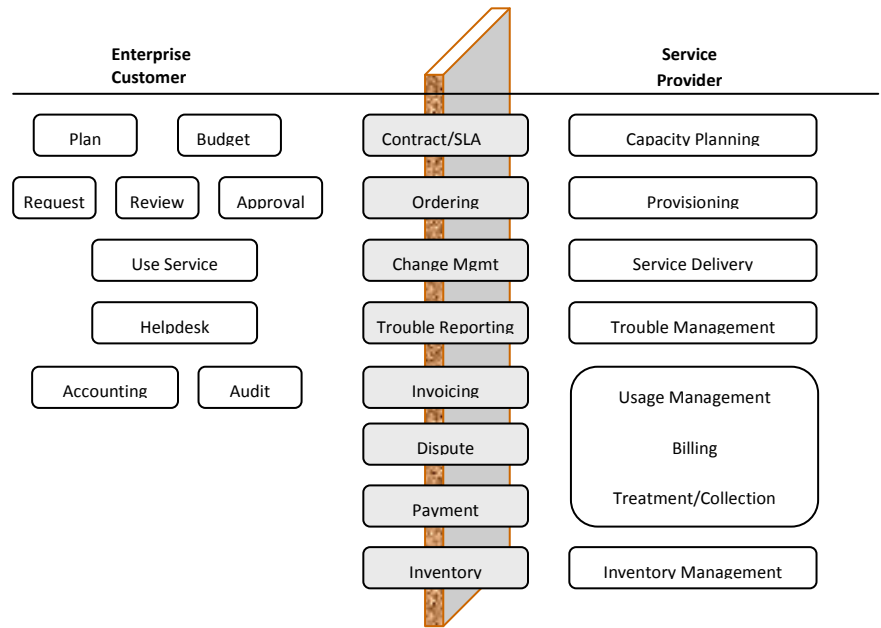 Enterprise
Customer
Service
Provider
Plan
Budget
Contract/SLA
Capacity Planning
Request
Review
Approval
Ordering
Provisioning
Use Service
Change Mgmt
Service Delivery
Helpdesk
Trouble Reporting
Trouble Management
Accounting
Audit
Invoicing
Usage Management
Dispute
Billing
Payment
Treatment/Collection
Inventory
Inventory Management